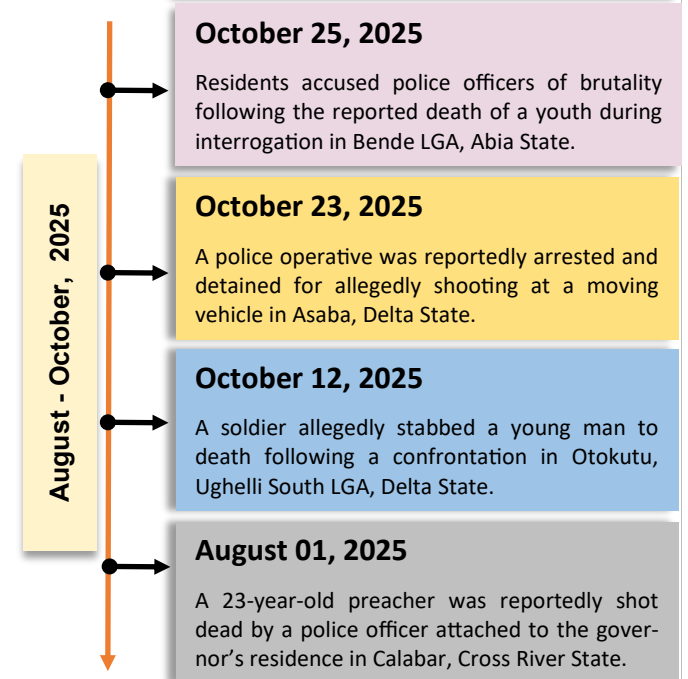 August - October, 2025
October 25, 2025
Residents accused police officers of brutality
following the reported death of a youth during
interrogation in Bende LGA, Abia State.
October 23, 2025
A police operative was reportedly arrested and
detained for allegedly shooting at a moving
vehicle in Asaba, Delta State.
October 12, 2025
A soldier allegedly stabbed a young man to
death following a confrontation in Otokutu,
Ughelli South LGA, Delta State.
August 01, 2025
A 23-year-old preacher was reportedly shot
dead by a police officer attached to the gover-
nor’s residence in Calabar, Cross River State.